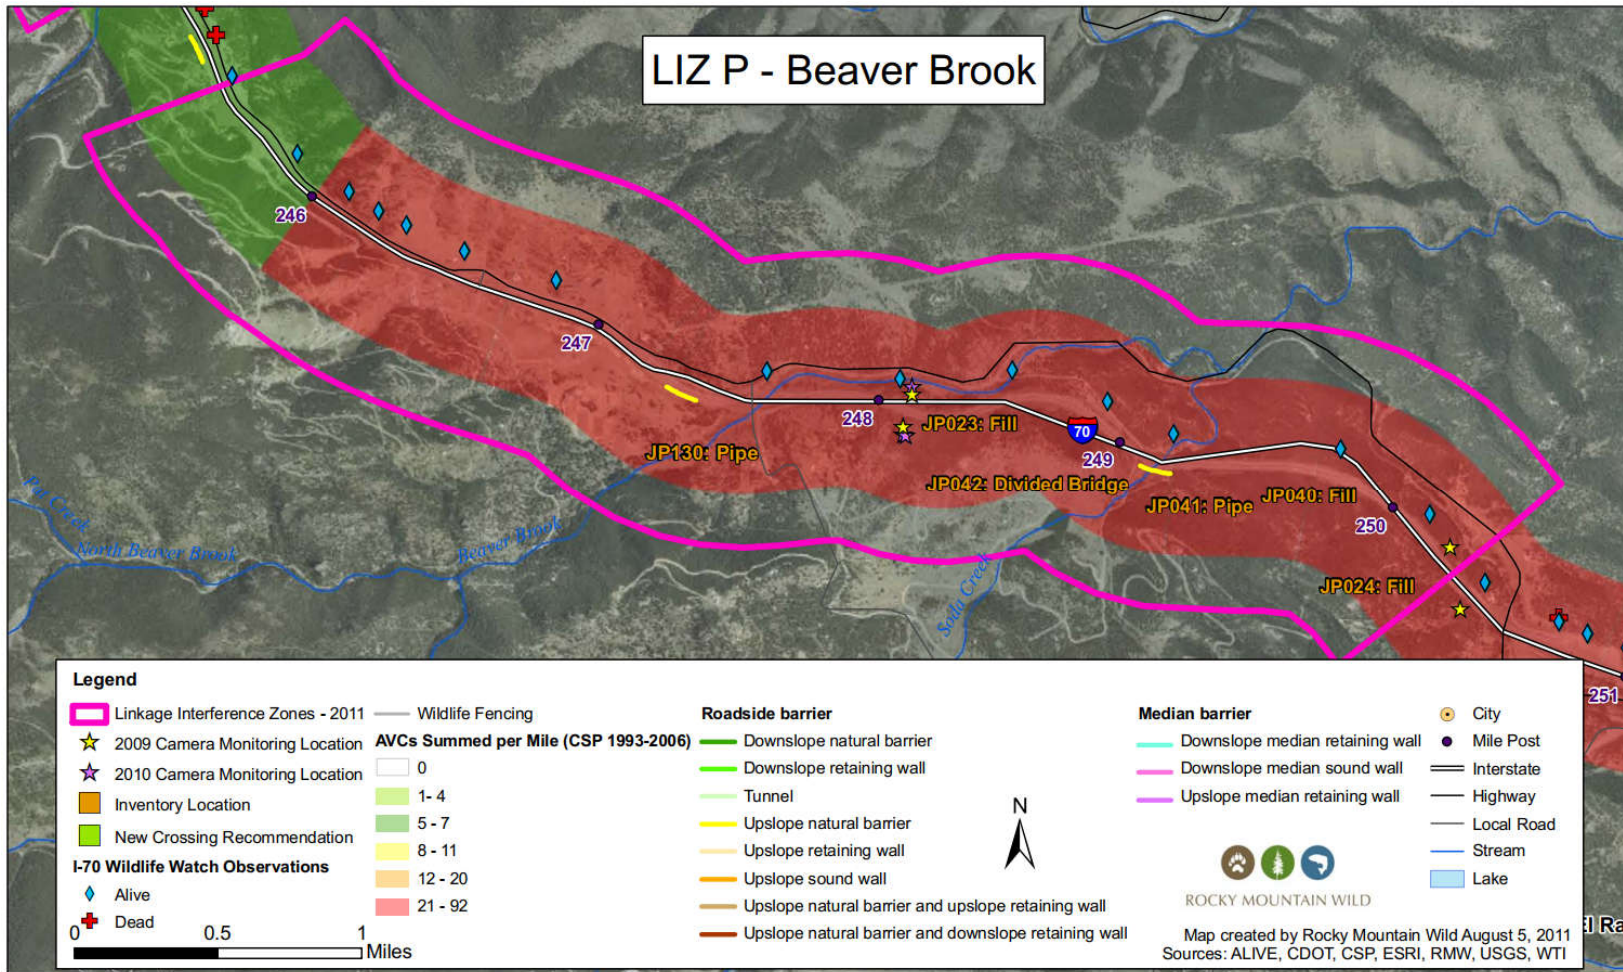 LIZ P - Beaver Brook
246
247
248
JP023: Fill
70
249
JP130: Pipe
JP042: Divided Bridge
JP041: Pipe
JP040: Fill
250
Pat Creek
North Beaver Brook
Beaver Brook
Soda Creek
JP024: Fill
251
Legend
Linkage Interference Zones - 2011
2009 Camera Monitoring Location
2010 Camera Monitoring Location
Inventory Location
New Crossing Recommendation
I-70 Wildlife Watch Observations
Alive
Dead
0 0.5 1
Miles
Wildlife Fencing
AVCs Summed per Mile (CSP 1993-2006)
0
1- 4
5 - 7
8 - 11
12 - 20
21 - 92
Roadside barrier
Downslope natural barrier
Downslope retaining wall
Tunnel
Upslope natural barrier
Upslope retaining wall
Upslope sound wall
Upslope natural barrier and upslope retaining wall
Upslope natural barrier and downslope retaining wall
N
Median barrier
Downslope median retaining wall
Downslope median sound wall
Upslope median retaining wall
City
Mile Post
Interstate
Highway
Local Road
Stream
Lake
ROCKY MOUNTAIN WILD
El Ra
Map created by Rocky Mountain Wild August 5, 2011
Sources: ALIVE, CDOT, CSP, ESRI, RMW, USGS, WTI